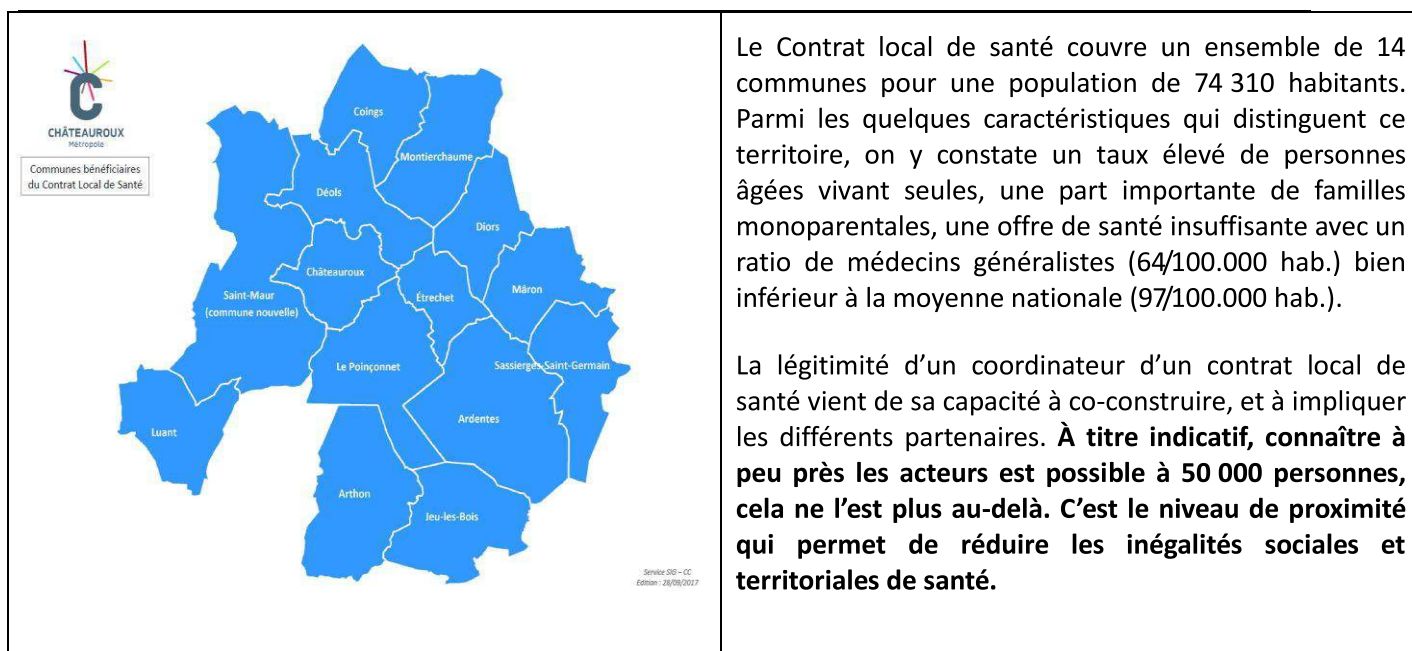 CHÂTEAUROUX
Métropole
Communes bénéficiaires
du Contrat Local de Santé
Coings
Montierchaume
Déols
Diors
Châteauroux
Étrechet
Mâron
Saint-Maur
(commune nouvelle)
Le Poinçonnet
Sassierges-Saint-Germain
Ardentes
Luant
Arthon
Jeu-les-Bois
Service SIG – CC
Edition : 28/09/2017
Le Contrat local de santé couvre un ensemble de 14
communes pour une population de 74 310 habitants.
Parmi les quelques caractéristiques qui distinguent ce
territoire, on y constate un taux élevé de personnes
âgées vivant seules, une part importante de familles
monoparentales, une offre de santé insuffisante avec un
ratio de médecins généralistes (64/100.000 hab.) bien
inférieur à la moyenne nationale (97/100.000 hab.).
La légitimité d’un coordinateur d’un contrat local de
santé vient de sa capacité à co-construire, et à impliquer
les différents partenaires. À titre indicatif, connaître à
peu près les acteurs est possible à 50 000 personnes,
cela ne l’est plus au-delà. C’est le niveau de proximité
qui permet de réduire les inégalités sociales et
territoriales de santé.